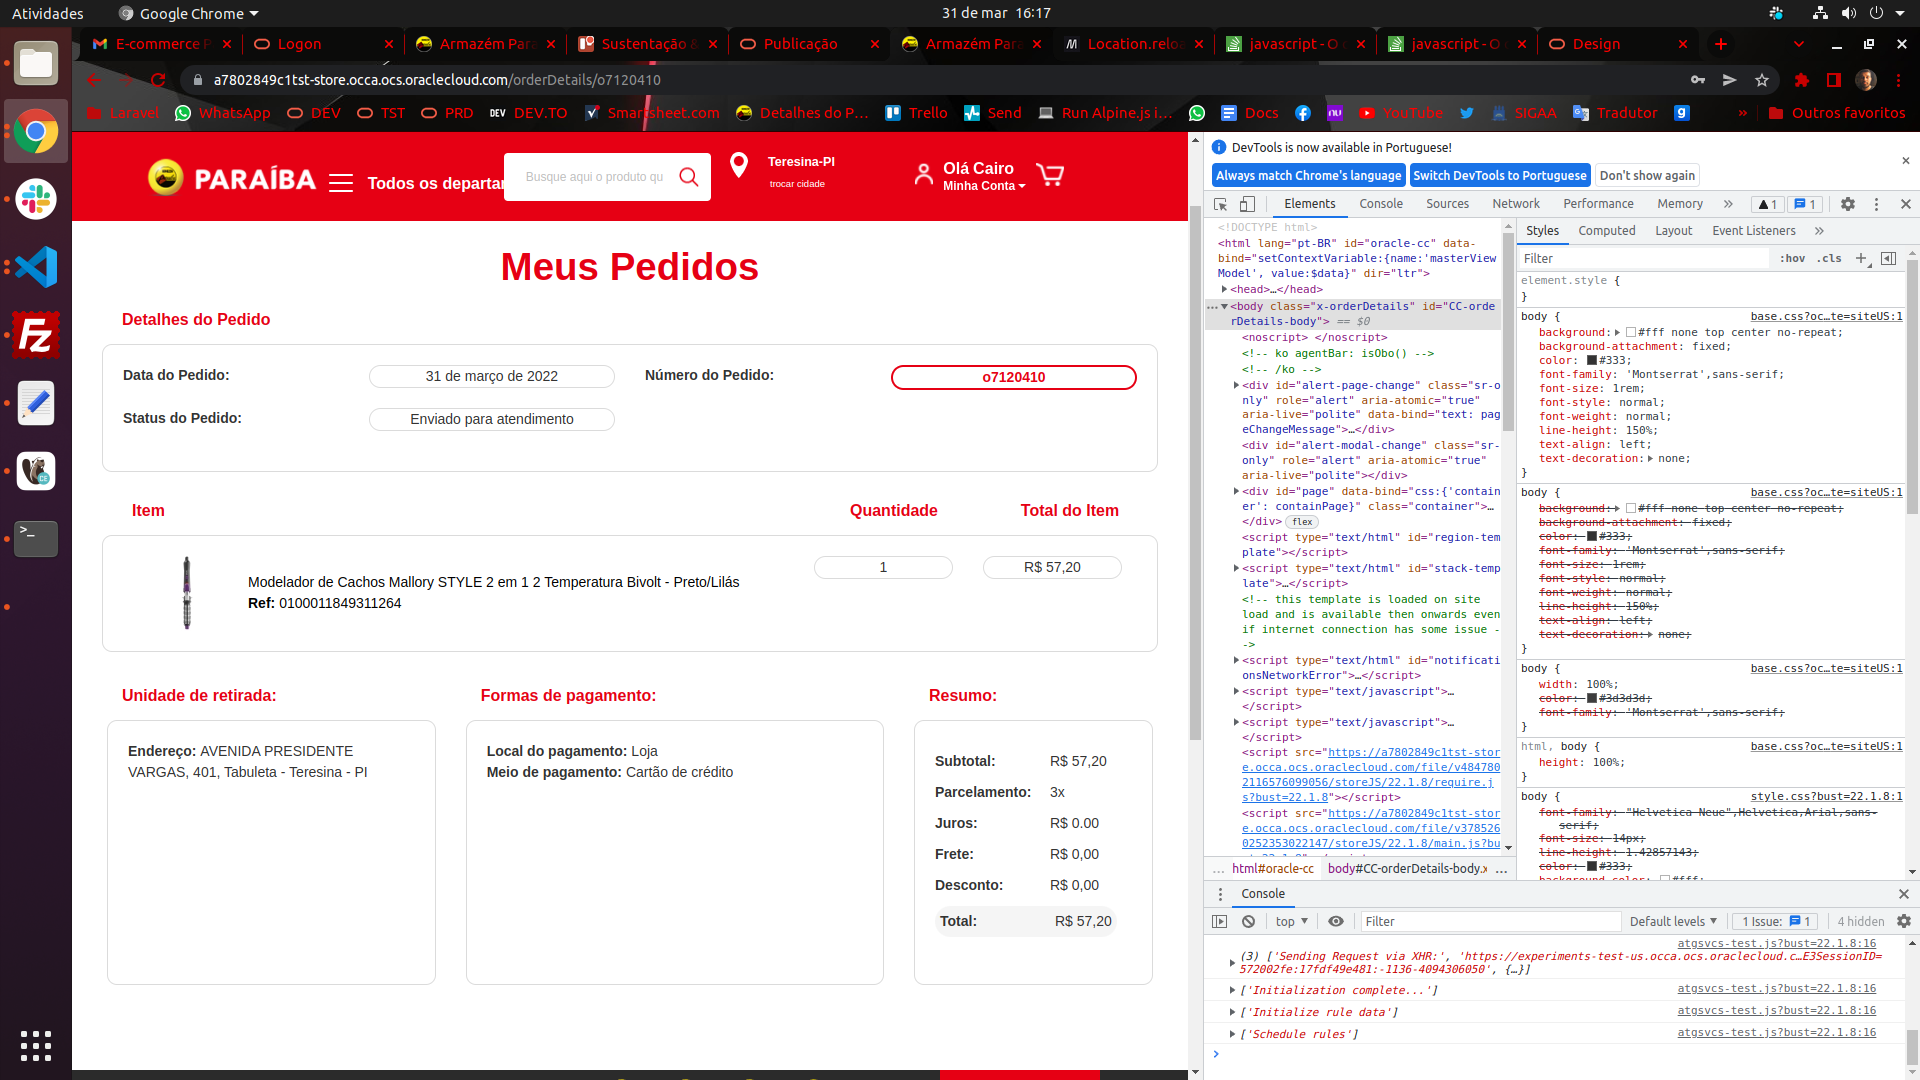 Atividades
Google Chrome
31 de mar 16:17
E-commerce P
Logon
Armazém Para
Sustentação &
Publicação
Armazém Para
Location.reloa
javascript - O
javascript - O
Design
a7802849c1tst-store.occa.ocs.oraclecloud.com/orderDetails/o7120410
Laravel
WhatsApp
DEV
TST
PRD
DEV DEV.TO
Smartsheet.com
Detalhes do P…
Trello
Send
Run Alpine.js i…
Docs
YouTube
SIGAA
Tradutor
»
Outros favoritos
PARAÍBA
Todos os departar
Busque aqui o produto qu
Teresina-PI
trocar cidade
Olá Cairo
Minha Conta
Meus Pedidos
Detalhes do Pedido
Data do Pedido:
31 de março de 2022
Número do Pedido:
o7120410
Status do Pedido:
Enviado para atendimento
Item
Quantidade
Total do Item
Modelador de Cachos Mallory STYLE 2 em 1 2 Temperatura Bivolt - Preto/Lilás
Ref: 0100011849311264
1
R$ 57,20
Unidade de retirada:
Formas de pagamento:
Resumo:
Endereço: AVENIDA PRESIDENTE
VARGAS, 401, Tabuleta - Teresina - PI
Local do pagamento: Loja
Meio de pagamento: Cartão de crédito
Subtotal: R$ 57,20
Parcelamento: 3x
Juros: R$ 0.00
Frete: R$ 0,00
Desconto: R$ 0,00
Total: R$ 57,20
DevTools is now available in Portuguese!
Always match Chrome's language
Switch DevTools to Portuguese
Don't show again
Elements
Console
Sources
Network
Performance
Memory
»
1
1
<!DOCTYPE html>
<html lang="pt-BR" id="oracle-cc" data-
bind="setContextVariable:{name:'masterView
Model', value:$data}" dir="ltr">
<head>…</head>
<body class="x-orderDetails" id="CC-orde
rDetails-body"> == $0
<noscript> </noscript>
<!-- ko agentBar: isObo() -->
<!-- /ko -->
<div id="alert-page-change" class="sr-o
nly" role="alert" aria-atomic="true"
aria-live="polite" data-bind="text: pag
eChangeMessage">…</div>
<div id="alert-modal-change" class="sr-
only" role="alert" aria-atomic="true"
aria-live="polite"></div>
<div id="page" data-bind="css:{'contain
er': containPage}" class="container">…
</div> flex
<script type="text/html" id="region-tem
plate"></script>
<script type="text/html" id="stack-temp
late">…</script>
<!-- this template is loaded on site
load and is available then onwards even
if internet connection has some issue -
->
<script type="text/html" id="notificati
onsNetworkError">…</script>
<script type="text/javascript">…
</script>
<script type="text/javascript">…
</script>
<script src="https://a7802849c1tst-stor
e.occa.ocs.oraclecloud.com/file/v484780
2116576099056/storeJS/22.1.8/require.j
s?bust=22.1.8"></script>
<script src="https://a7802849c1tst-stor
e.occa.ocs.oraclecloud.com/file/v378526
0252353022147/storeJS/22.1.8/main.js?bu
… html#oracle-cc body#CC-orderDetails-body.x …
Styles
Computed
Layout
Event Listeners
»
Filter
:hov .cls
element.style {
}
body {
base.css?oc…te=siteUS:1
background: #fff none top center no-repeat;
background-attachment: fixed;
color: #333;
font-family: 'Montserrat',sans-serif;
font-size: 1rem;
font-style: normal;
font-weight: normal;
line-height: 150%;
text-align: left;
text-decoration: none;
}
body {
base.css?oc…te=siteUS:1
background: #fff none top center no-repeat;
background-attachment: fixed;
color: #333;
font-family: 'Montserrat',sans-serif;
font-size: 1rem;
font-style: normal;
font-weight: normal;
line-height: 150%;
text-align: left;
text-decoration: none;
}
body {
base.css?oc…te=siteUS:1
width: 100%;
color: #3d3d3d;
font-family: 'Montserrat',sans-serif;
}
html, body {
base.css?oc…te=siteUS:1
height: 100%;
}
body {
style.css?bust=22.1.8:1
font-family: "Helvetica Neue",Helvetica,Arial,sans-
serif;
font-size: 14px;
line-height: 1.42857143;
color: #333;
background-color: #fff;
Console
top
Filter
Default levels
1 Issue: 1
4 hidden
atgsvcs-test.js?bust=22.1.8:16
(3) ['Sending Request via XHR:', 'https://experiments-test-us.occa.ocs.oraclecloud.c…E3SessionID=
572002fe:17fdf49e481:-1136-4094306050', {…}]
['Initialization complete...']
atgsvcs-test.js?bust=22.1.8:16
['Initialize rule data']
atgsvcs-test.js?bust=22.1.8:16
['Schedule rules']
atgsvcs-test.js?bust=22.1.8:16